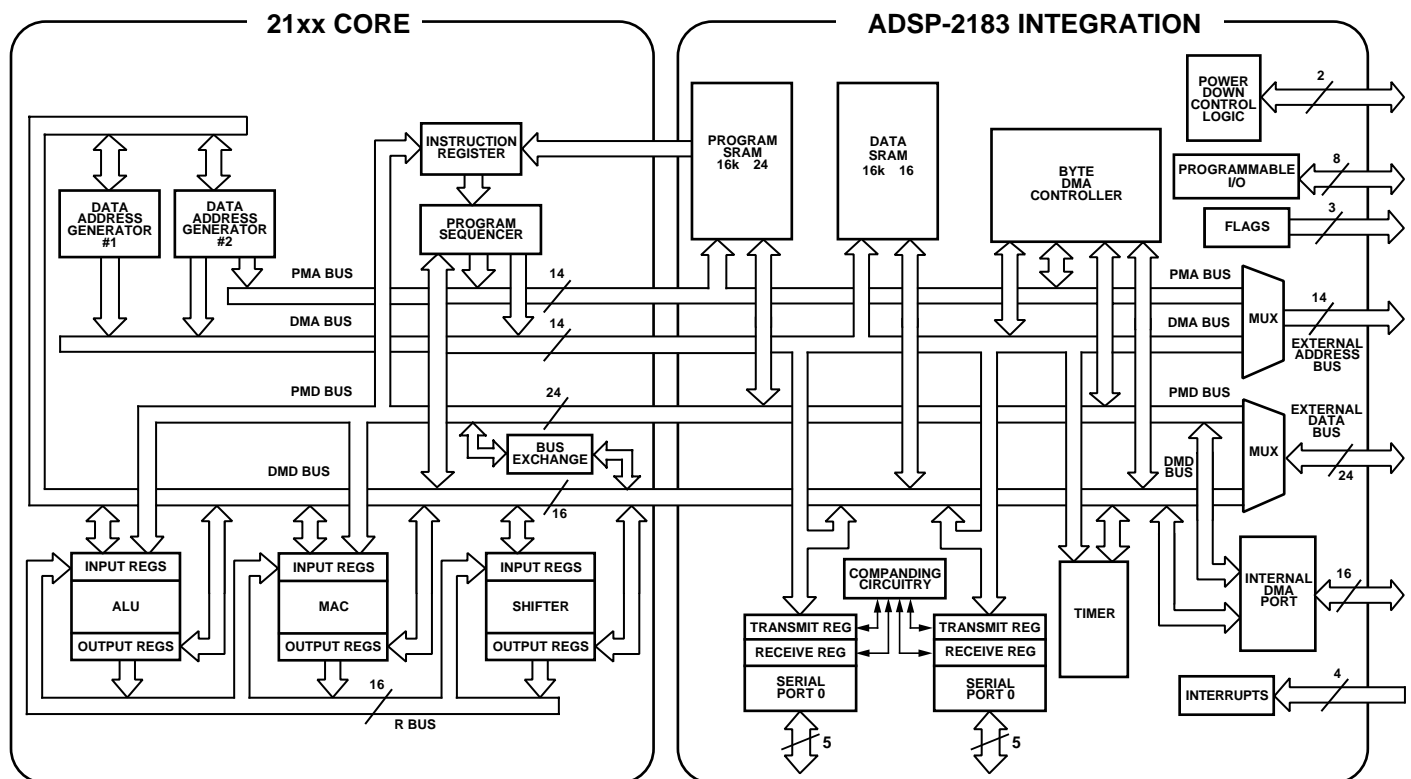 21xx CORE
ADSP-2183 INTEGRATION
POWER
DOWN
CONTROL
LOGIC
2
PROGRAMMABLE
I/O
8
FLAGS
3
INSTRUCTION
REGISTER
PROGRAM
SRAM
16k 24
DATA
SRAM
16k 16
BYTE
DMA
CONTROLLER
DATA
ADDRESS
GENERATOR
#1
DATA
ADDRESS
GENERATOR
#2
PROGRAM
SEQUENCER
PMA BUS
14
PMA BUS
DMA BUS
14
DMA BUS
MUX
14
EXTERNAL
ADDRESS
BUS
PMD BUS
24
PMD BUS
EXTERNAL
DATA
BUS
BUS
EXCHANGE
DMD BUS
16
DMD
BUS
MUX
24
INPUT REGS
ALU
OUTPUT REGS
INPUT REGS
MAC
OUTPUT REGS
INPUT REGS
SHIFTER
OUTPUT REGS
16
R BUS
COMPANDING
CIRCUITRY
TRANSMIT REG
RECEIVE REG
SERIAL
PORT 0
5
TRANSMIT REG
RECEIVE REG
SERIAL
PORT 0
5
TIMER
INTERNAL
DMA
PORT
16
INTERRUPTS
4